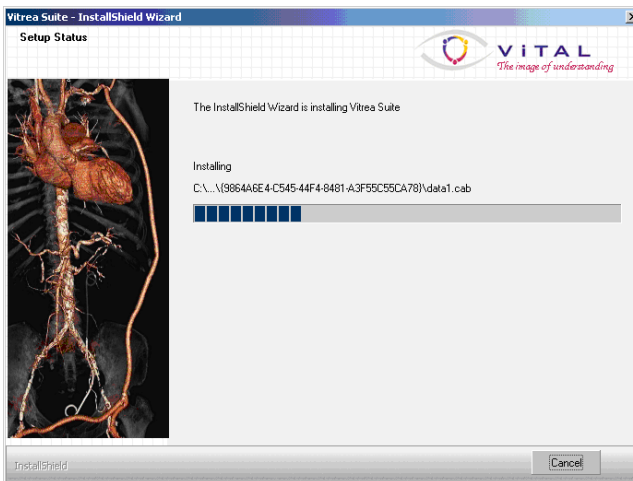 Vitrea Suite - InstallShield Wizard
Setup Status
ViTAL
The image of understanding
The InstallShield Wizard is installing Vitrea Suite
Installing
C:\...\{9864A6E4-C545-44F4-8481-A3F55C55CA78}\data1.cab
InstallShield
Cancel